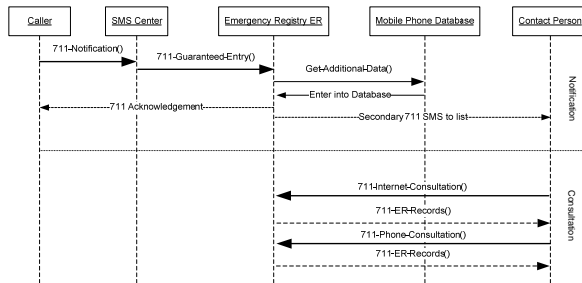 Caller
SMS Center
Emergency Registry ER
Mobile Phone Database
Contact Person
711-Notification()
711-Guaranteed-Entry()
Get-Additional-Data()
Enter into Database
711 Acknowledgement
Secondary 711 SMS to list
Notification
711-Internet-Consultation()
711-ER-Records()
711-Phone-Consultation()
711-ER-Records()
Consultation